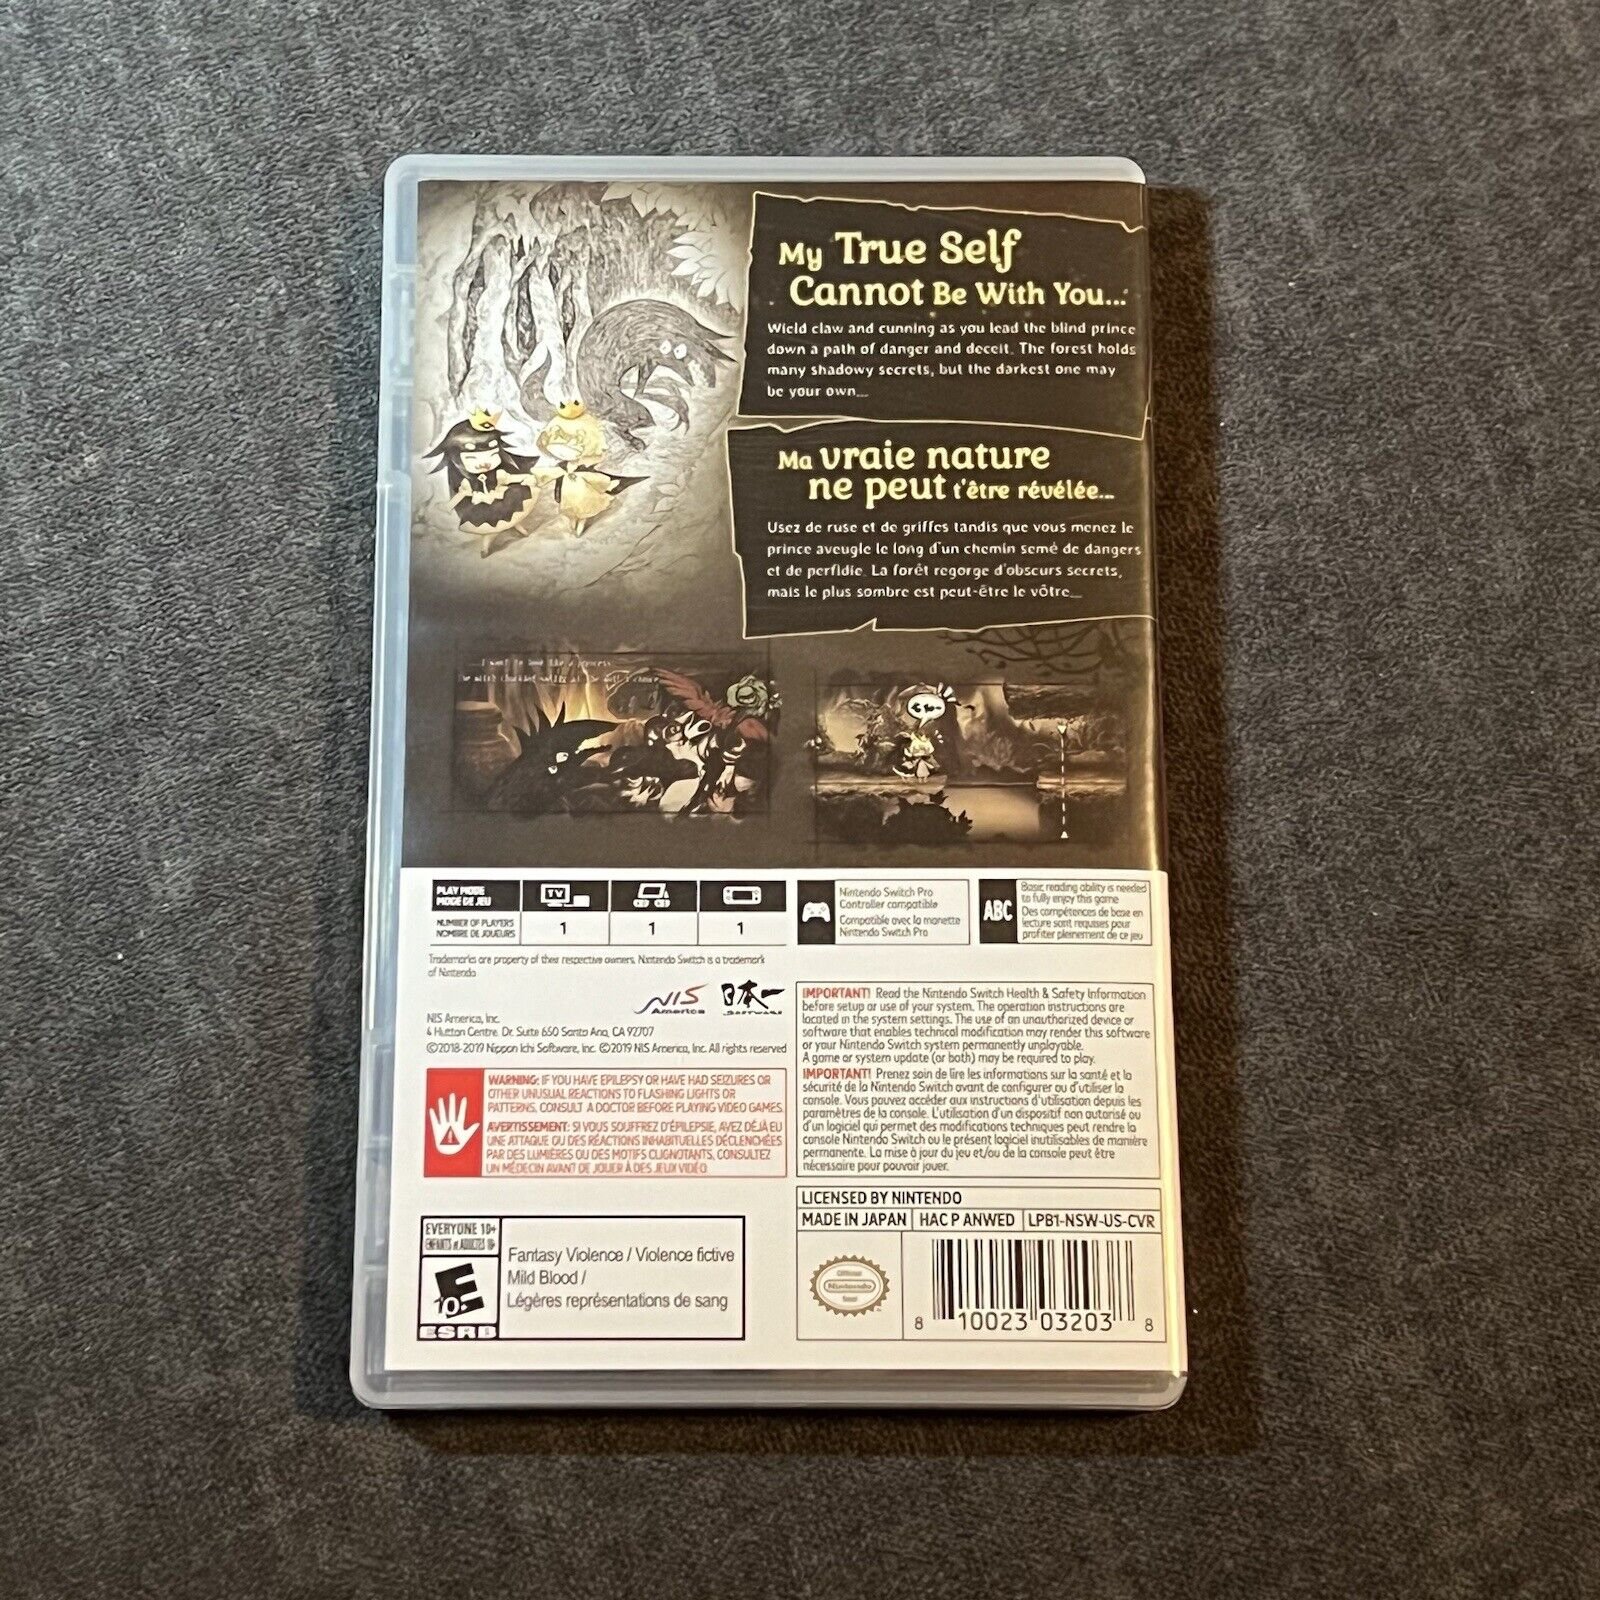 My True Self
Cannot Be With You...
Wield claw and cunning as you lead the blind prince
down a path of danger and deceit. The forest holds
many shadowy secrets, but the darkest one may
be your own...
Ma vraie nature
ne peut t'être révélée...
Usez de ruse et de griffes tandis que vous menez le
prince aveugle le long d'un chemin semé de dangers
et de perfidie. La forêt regorge d'obscurs secrets,
mais le plus sombre est peut-être le vôtre...
PLAY MODE
MODE DE JEU
TV
NUMBER OF PLAYERS
NOMBRE DE JOUEURS
1 1 1
Nintendo Switch Pro
Controller compatible
Compatible avec la manette
Nintendo Switch Pro
ABC
Basic reading ability is needed
to fully enjoy this game
Des compétences de base en
lecture sont requises pour
profiter pleinement de ce jeu
Trademarks are property of their respective owners. Nintendo Switch is a trademark
of Nintendo
NIS
America
日本一
SOFTWARE
NIS America, Inc.
4 Hutton Centre. Dr. Suite 650 Santa Ana, CA 92707
©2018-2019 Nippon Ichi Software, Inc. ©2019 NIS America, Inc. All rights reserved
WARNING: IF YOU HAVE EPILEPSY OR HAVE HAD SEIZURES OR
OTHER UNUSUAL REACTIONS TO FLASHING LIGHTS OR
PATTERNS, CONSULT A DOCTOR BEFORE PLAYING VIDEO GAMES.
AVERTISSEMENT: SI VOUS SOUFFREZ D'ÉPILEPSIE, AVEZ DÉJÀ EU
UNE ATTAQUE OU DES RÉACTIONS INHABITUELLES DÉCLENCHÉES
PAR DES LUMIÈRES OU DES MOTIFS CLIGNOTANTS, CONSULTEZ
UN MÉDECIN AVANT DE JOUER À DES JEUX VIDÉO.
IMPORTANT! Read the Nintendo Switch Health & Safety Information
before setup or use of your system. The operation instructions are
located in the system settings. The use of an unauthorized device or
software that enables technical modification may render this software
or your Nintendo Switch system permanently unplayable.
A game or system update (or both) may be required to play.
IMPORTANT! Prenez soin de lire les informations sur la santé et la
sécurité de la Nintendo Switch avant de configurer ou d'utiliser la
console. Vous pouvez accéder aux instructions d'utilisation depuis les
paramètres de la console. L'utilisation d'un dispositif non autorisé ou
d'un logiciel qui permet des modifications techniques peut rendre la
console Nintendo Switch ou le présent logiciel inutilisables de manière
permanente. La mise à jour du jeu et/ou de la console peut être
nécessaire pour pouvoir jouer.
EVERYONE 10+
ENFANTS et ADULTES 10+
E
10+
ESRB
Fantasy Violence / Violence fictive
Mild Blood /
Légères représentations de sang
LICENSED BY NINTENDO
MADE IN JAPAN HAC P ANWED LPB1-NSW-US-CVR
Official
Nintendo
Seal
8 10023 03203 8